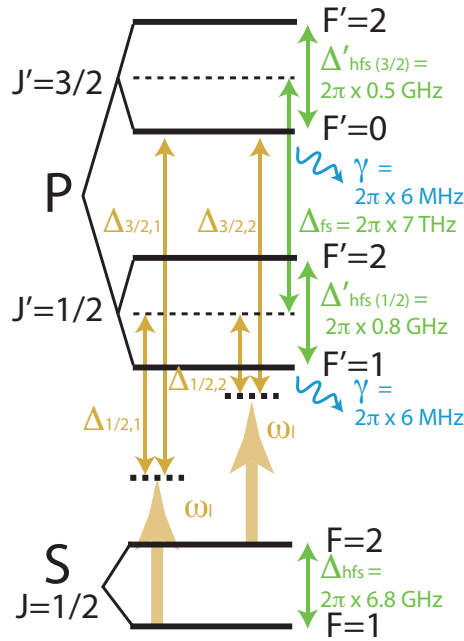 F'=2
Δ'hfs (3/2) =
2π x 0.5 GHz
J'=3/2
F'=0
γ =
2π x 6 MHz
P
Δ3/2,1
Δ3/2,2
Δfs = 2π x 7 THz
F'=2
Δ'hfs (1/2) =
2π x 0.8 GHz
J'=1/2
F'=1
γ =
2π x 6 MHz
Δ1/2,1
Δ1/2,2
ωl
ωl
S
J=1/2
F=2
Δhfs =
2π x 6.8 GHz
F=1